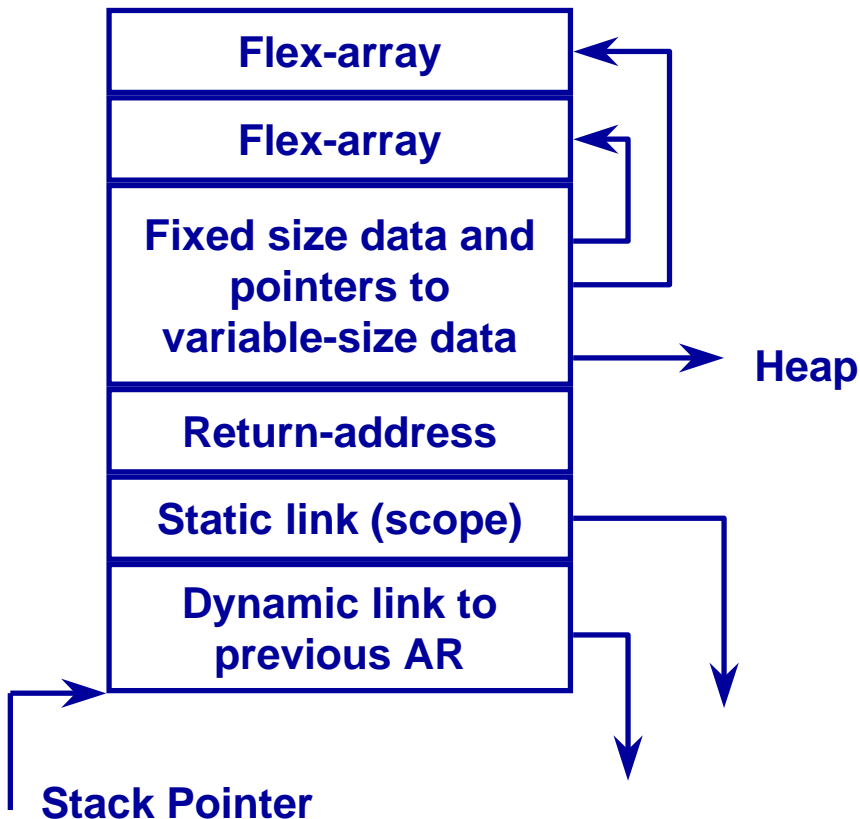 Flex-array
Flex-array
Fixed size data and
pointers to
variable-size data
Heap
Return-address
Static link (scope)
Dynamic link to
previous AR
Stack Pointer